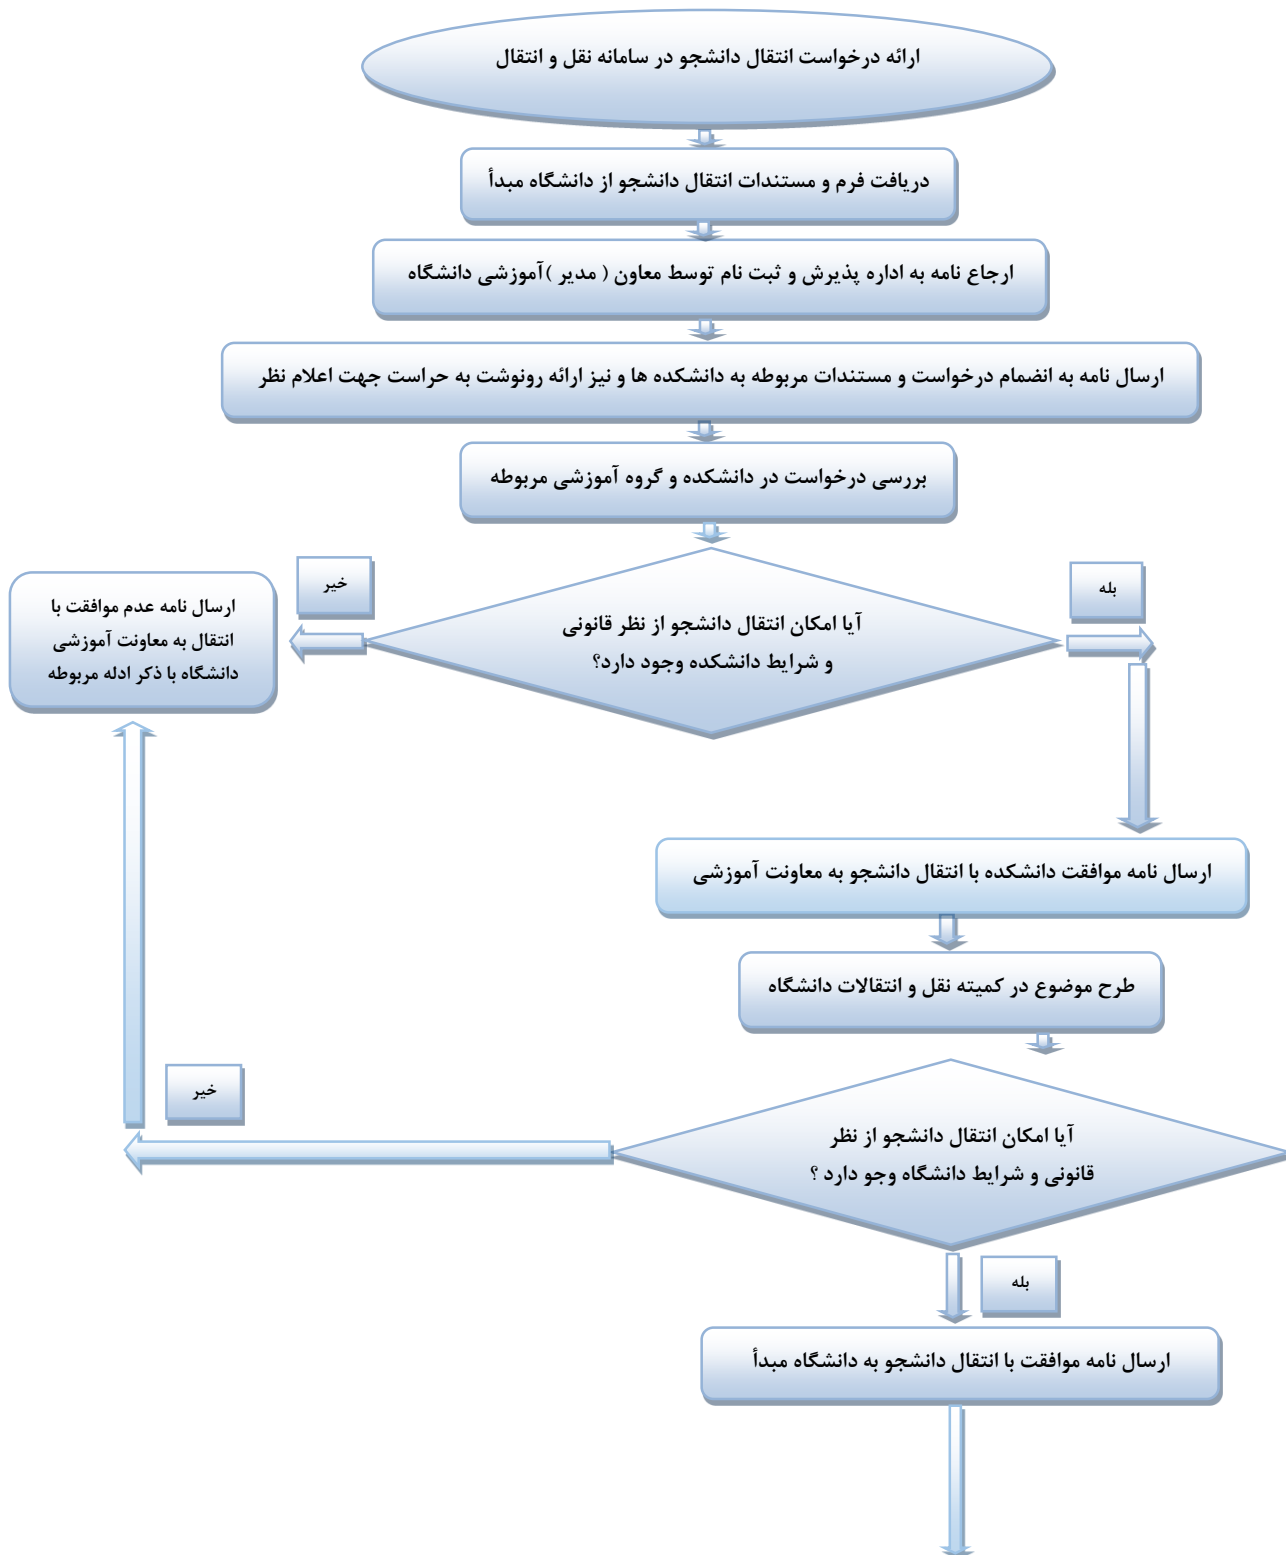 ارائه درخواست انتقال دانشجو در سامانه نقل و انتقال
دریافت فرم و مستندات انتقال دانشجو از دانشگاه مبدأ
ارجاع نامه به اداره پذیرش و ثبت نام توسط معاون ( مدیر )آموزشی دانشگاه
ارسال نامه به انضمام درخواست و مستندات مربوطه به دانشکده ها و نیز ارائه رونوشت به حراست جهت اعلام نظر
بررسی درخواست در دانشکده و گروه آموزشی مربوطه
آیا امکان انتقال دانشجو از نظر قانونی
و شرایط دانشکده وجود دارد؟
بله
خیر
ارسال نامه عدم موافقت با
انتقال به معاونت آموزشی
دانشگاه با ذکر ادله مربوطه
ارسال نامه موافقت دانشکده با انتقال دانشجو به معاونت آموزشی
طرح موضوع در کمیته نقل و انتقالات دانشگاه
آیا امکان انتقال دانشجو از نظر
قانونی و شرایط دانشگاه وجو دارد ؟
خیر
بله
ارسال نامه موافقت با انتقال دانشجو به دانشگاه مبدأ